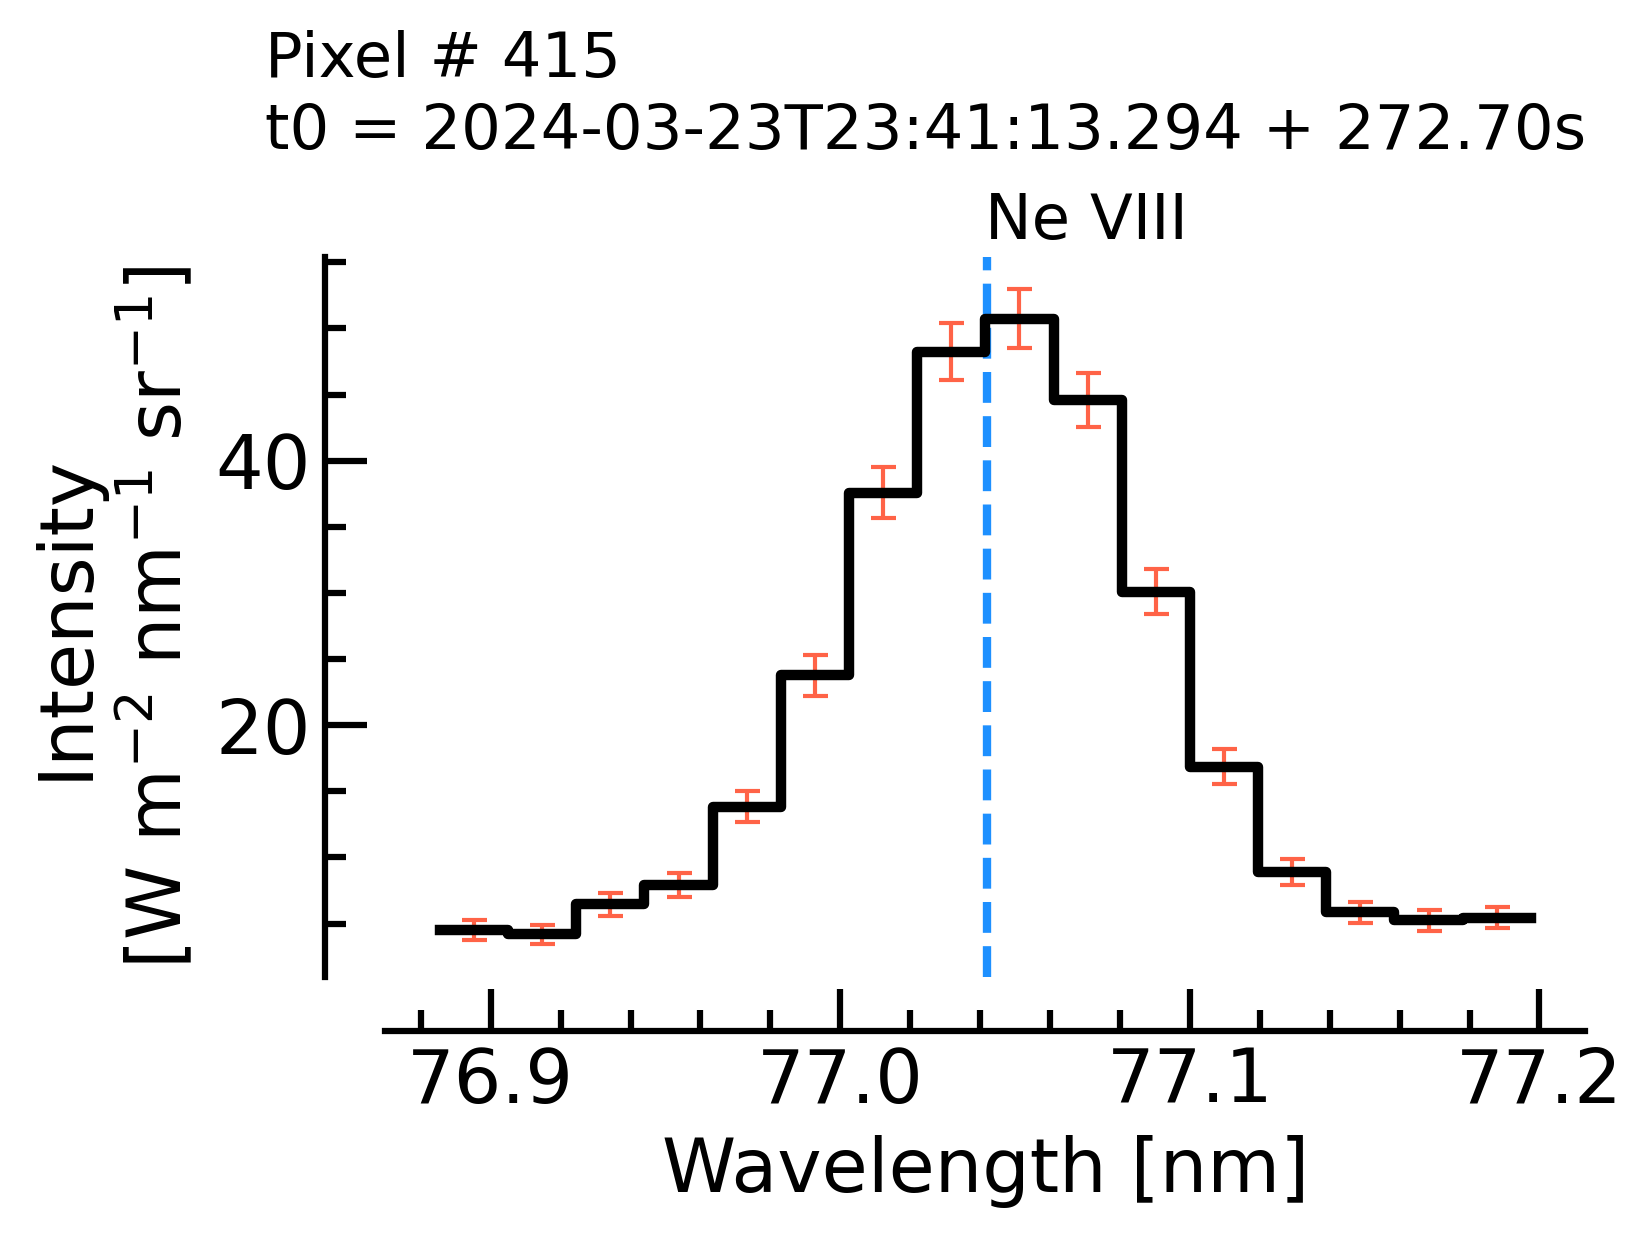 Pixel # 415
t0 = 2024-03-23T23:41:13.294 + 272.70s
Ne VIII
Intensity
[W m⁻² nm⁻¹ sr⁻¹]
40
20
76.9 77.0 77.1 77.2
Wavelength [nm]